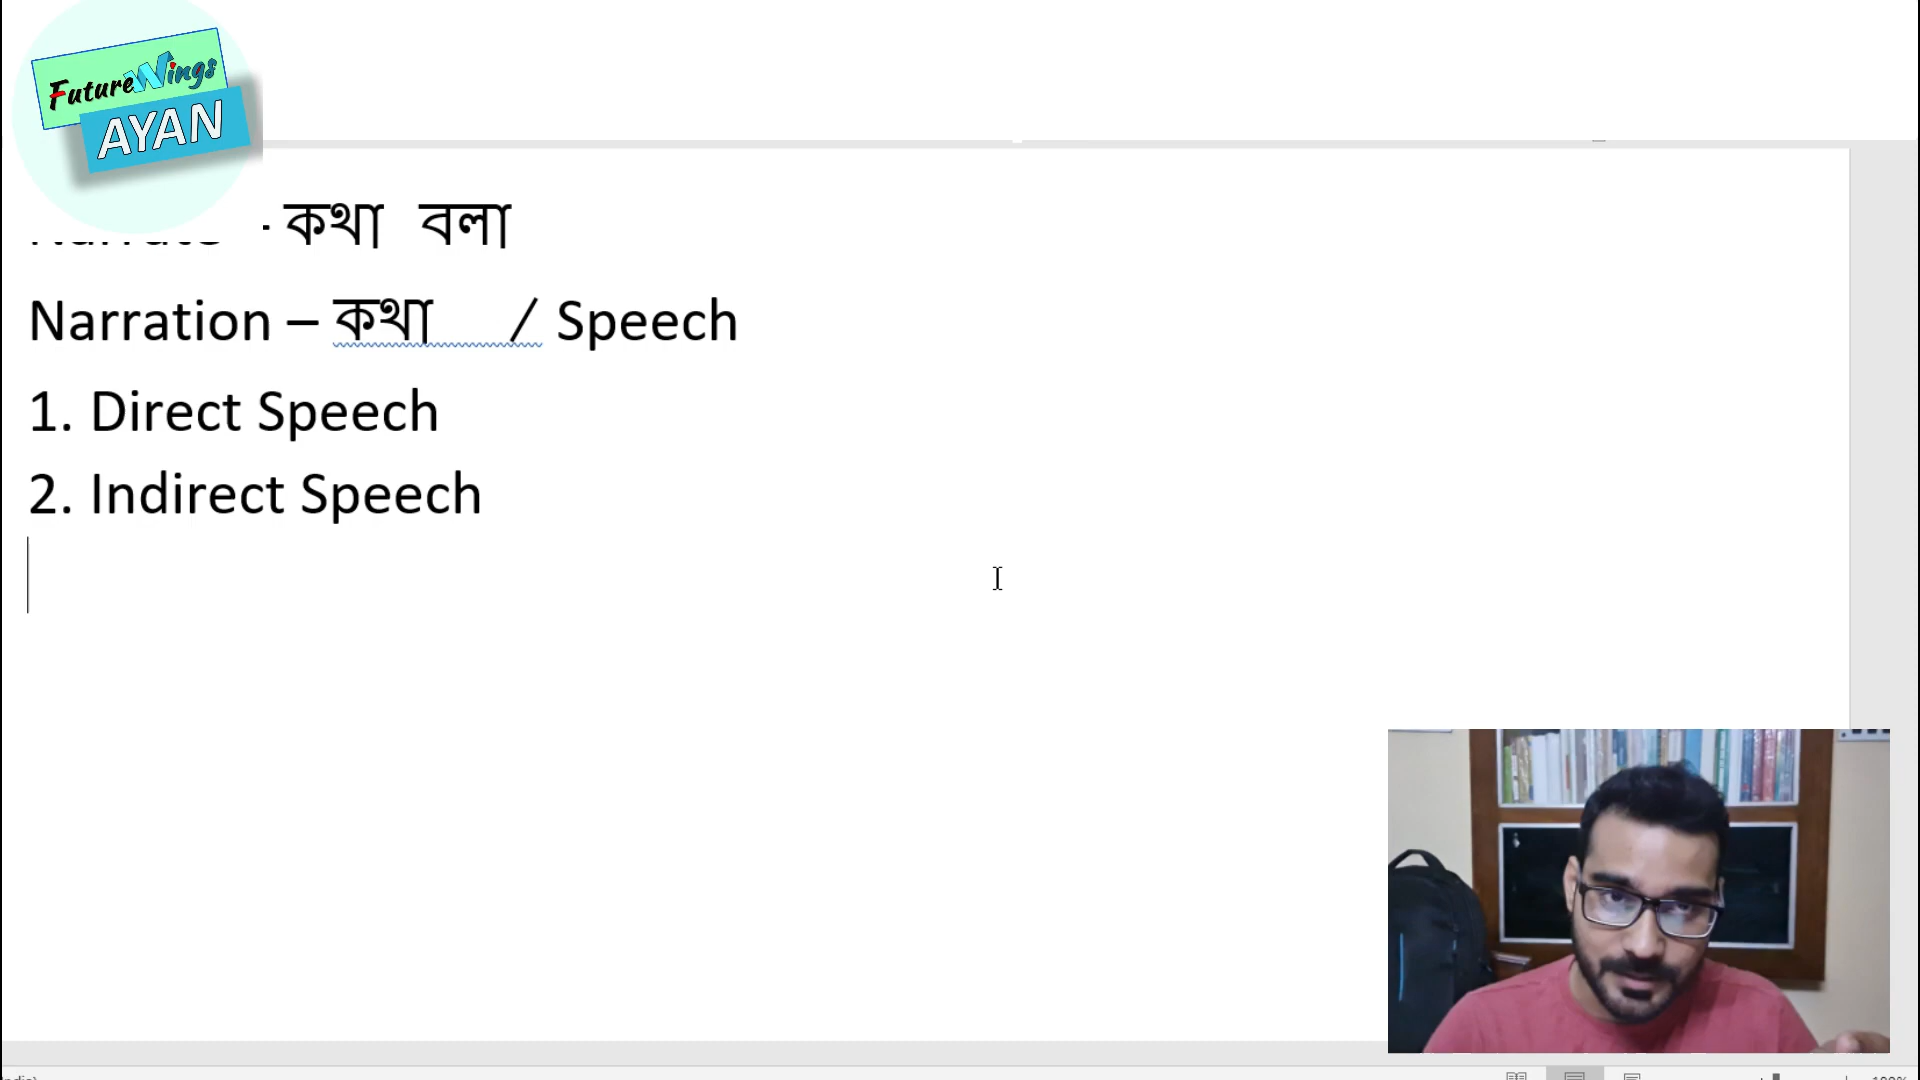 FutureWings
AYAN
- কথা বলা
Narration – কথা / Speech
1. Direct Speech
2. Indirect Speech